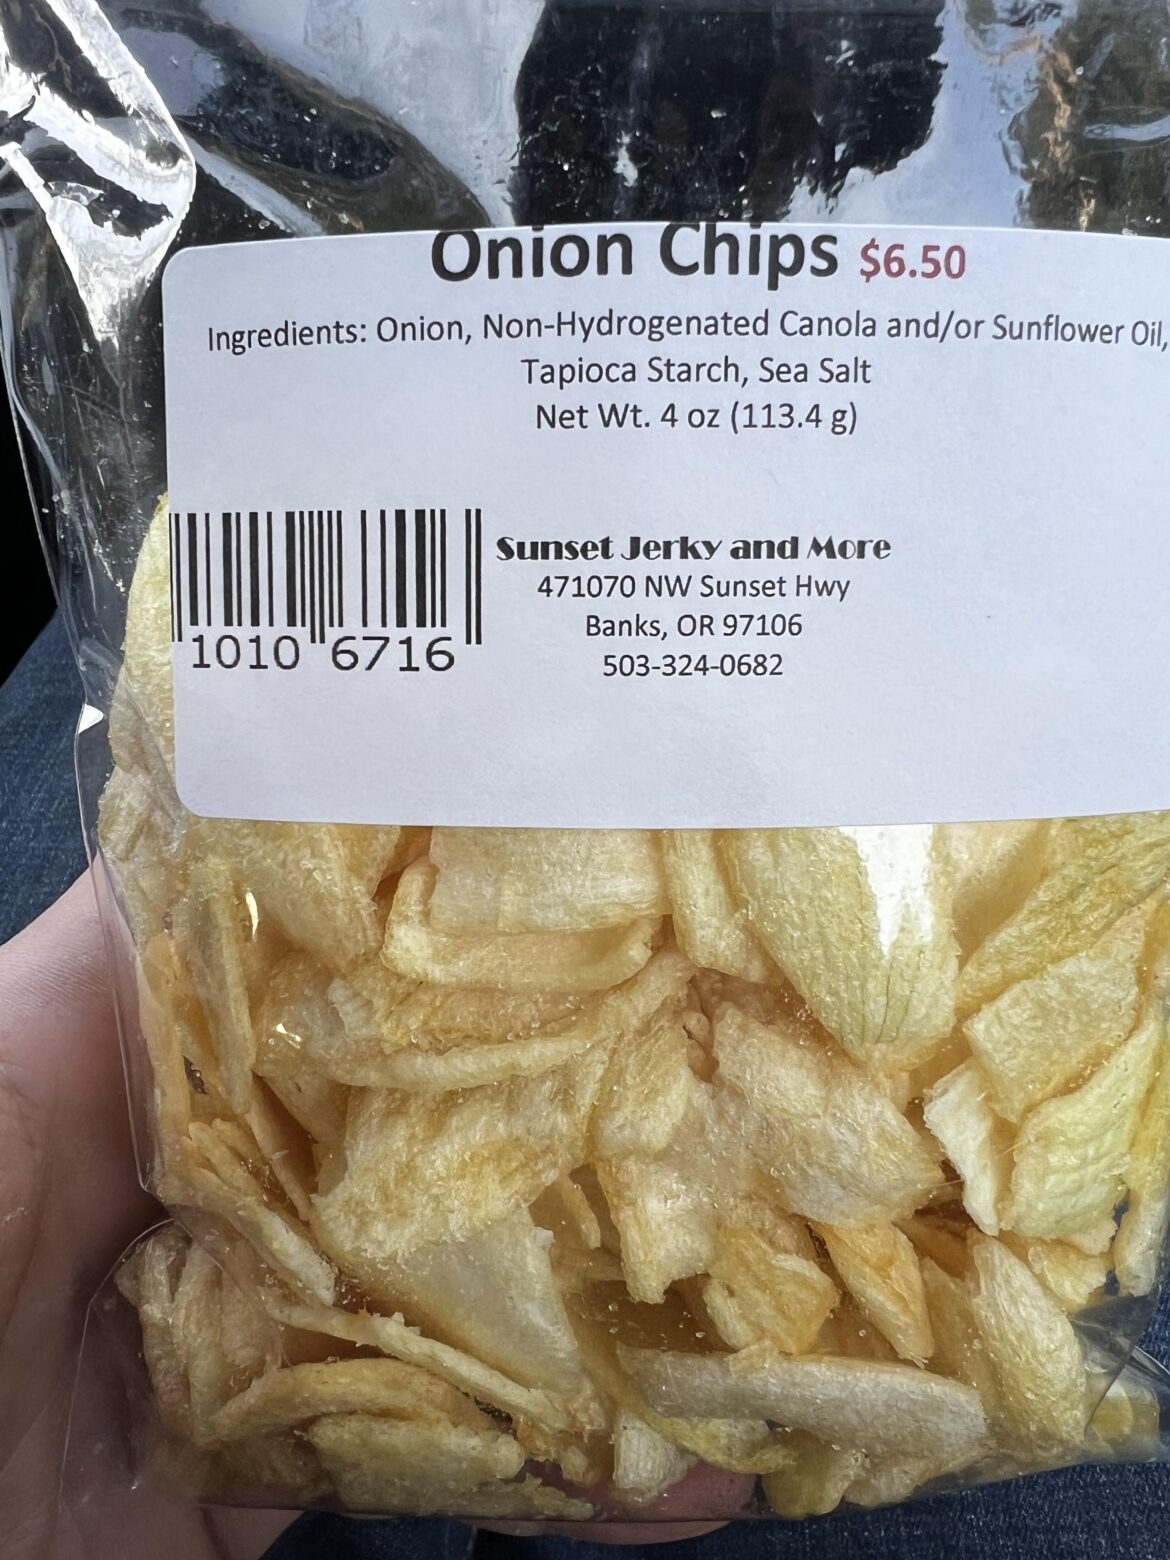 Onion Chips $6.50
Ingredients: Onion, Non-Hydrogenated Canola and/or Sunflower Oil,
Tapioca Starch, Sea Salt
Net Wt. 4 oz (113.4 g)
Sunset Jerky and More
471070 NW Sunset Hwy
Banks, OR 97106
503-324-0682
1010 6716